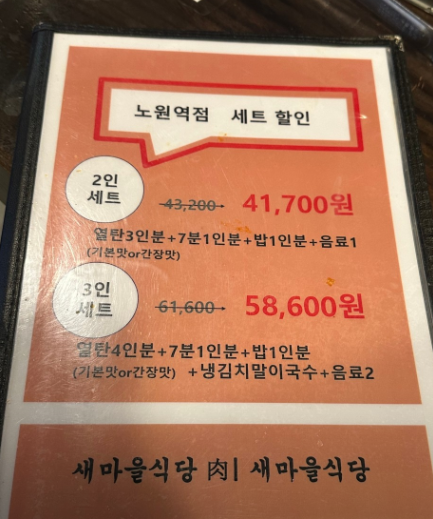 노원역점 세트 할인
2인
세트
43,200 41,700원
열탄3인분+7분1인분+밥1인분+음료1
(기본맛or간장맛)
3인
세트
61,600 58,600원
열탄4인분+7분1인분+밥1인분
(기본맛or간장맛) +냉김치말이국수+음료2
새마을식당 肉| 새마을식당